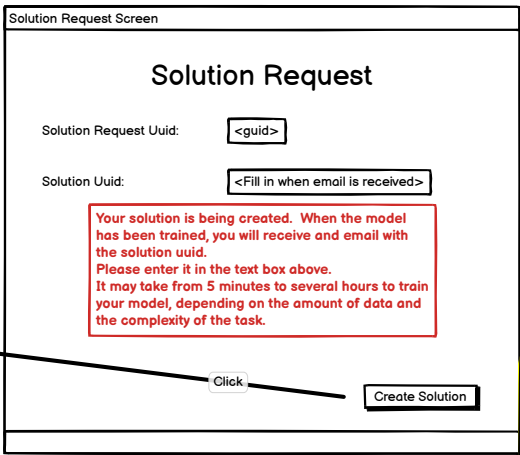 Solution Request Screen
Solution Request
Solution Request Uuid:
<guid>
Solution Uuid:
<Fill in when email is received>
Your solution is being created.  When the model
has been trained, you will receive and email with
the solution uuid.
Please enter it in the text box above.
It may take from 5 minutes to several hours to train
your model, depending on the amount of data and
the complexity of the task.
Click
Create Solution